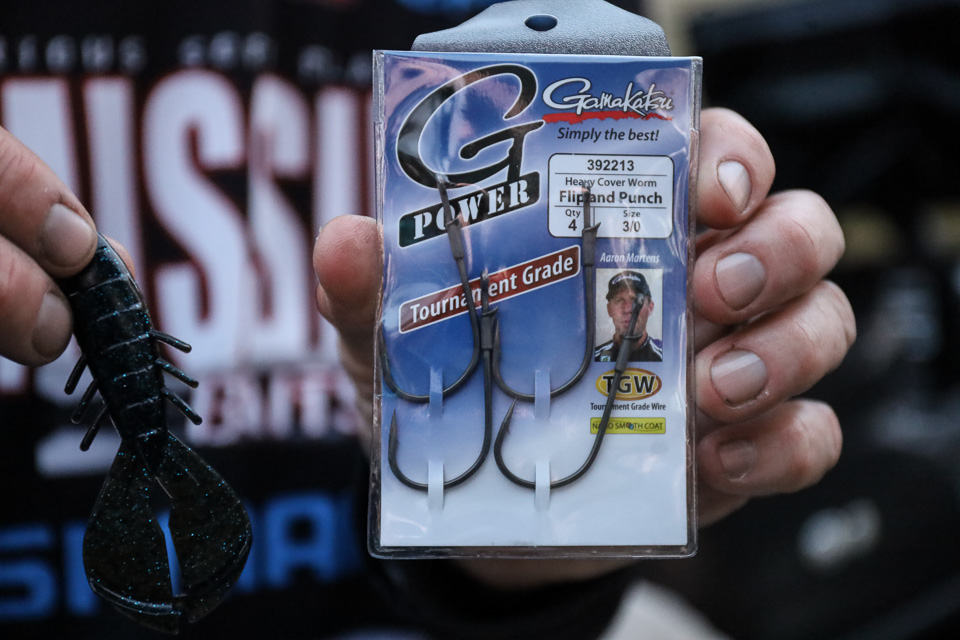 G
POWER
Gamakatsu
Simply the best!
392213
Heavy Cover Worm
Flip and Punch
Qty Size
4 3/0
Aaron Martens
Tournament Grade
TGW
Tournament Grade Wire
NANO SMOOTH COAT